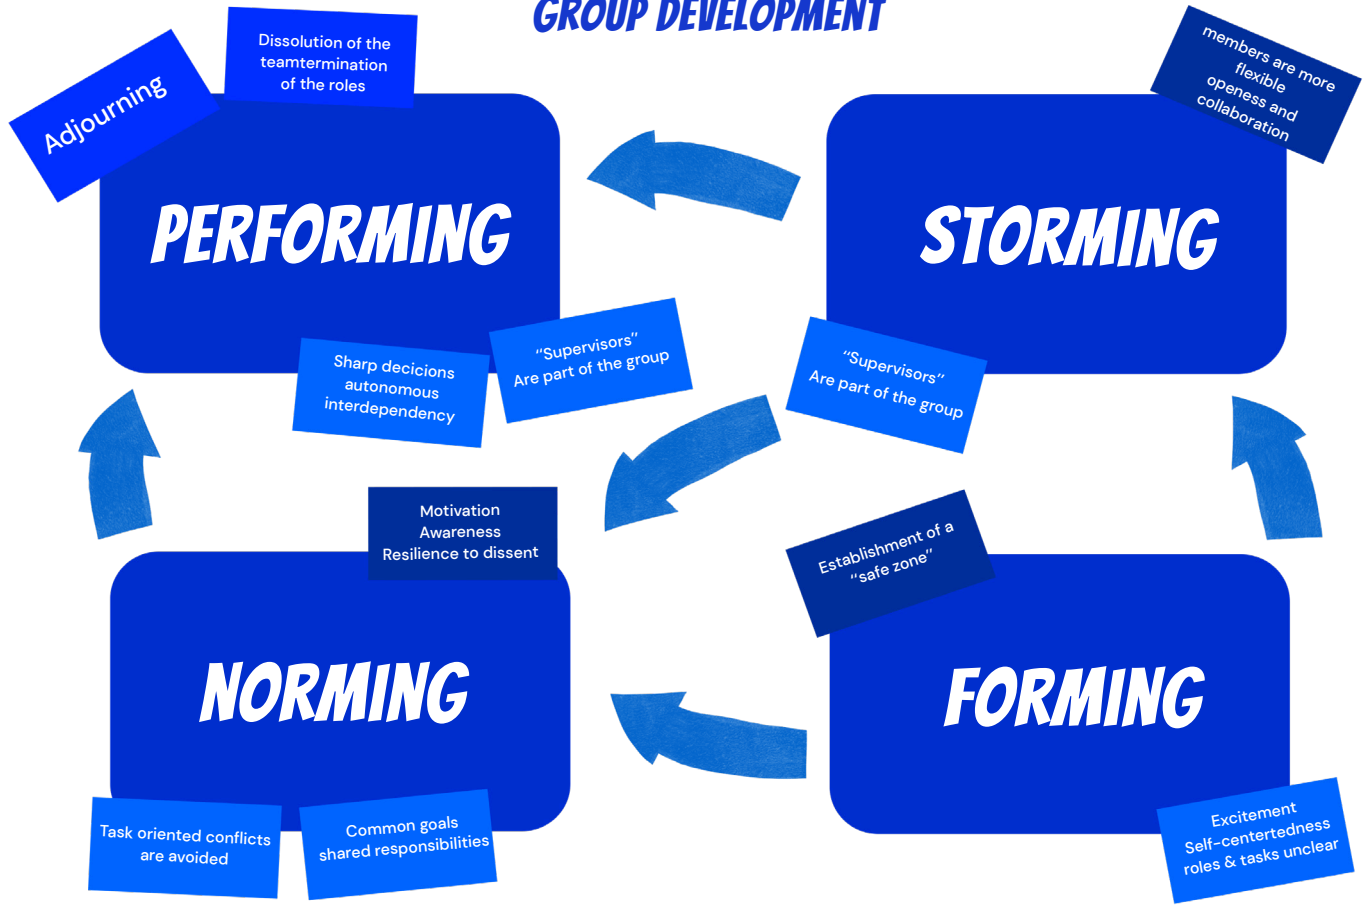 GROUP DEVELOPMENT
Adjourning
Dissolution of the
teamtermination
of the roles
PERFORMING
Sharp decicions
autonomous
interdependency
“Supervisors”
Are part of the group
members are more
flexible
openess and
collaboration
STORMING
“Supervisors”
Are part of the group
Motivation
Awareness
Resilience to dissent
NORMING
Task oriented conflicts
are avoided
Common goals
shared responsibilities
Establishment of a
“safe zone”
FORMING
Excitement
Self-centertedness
roles & tasks unclear